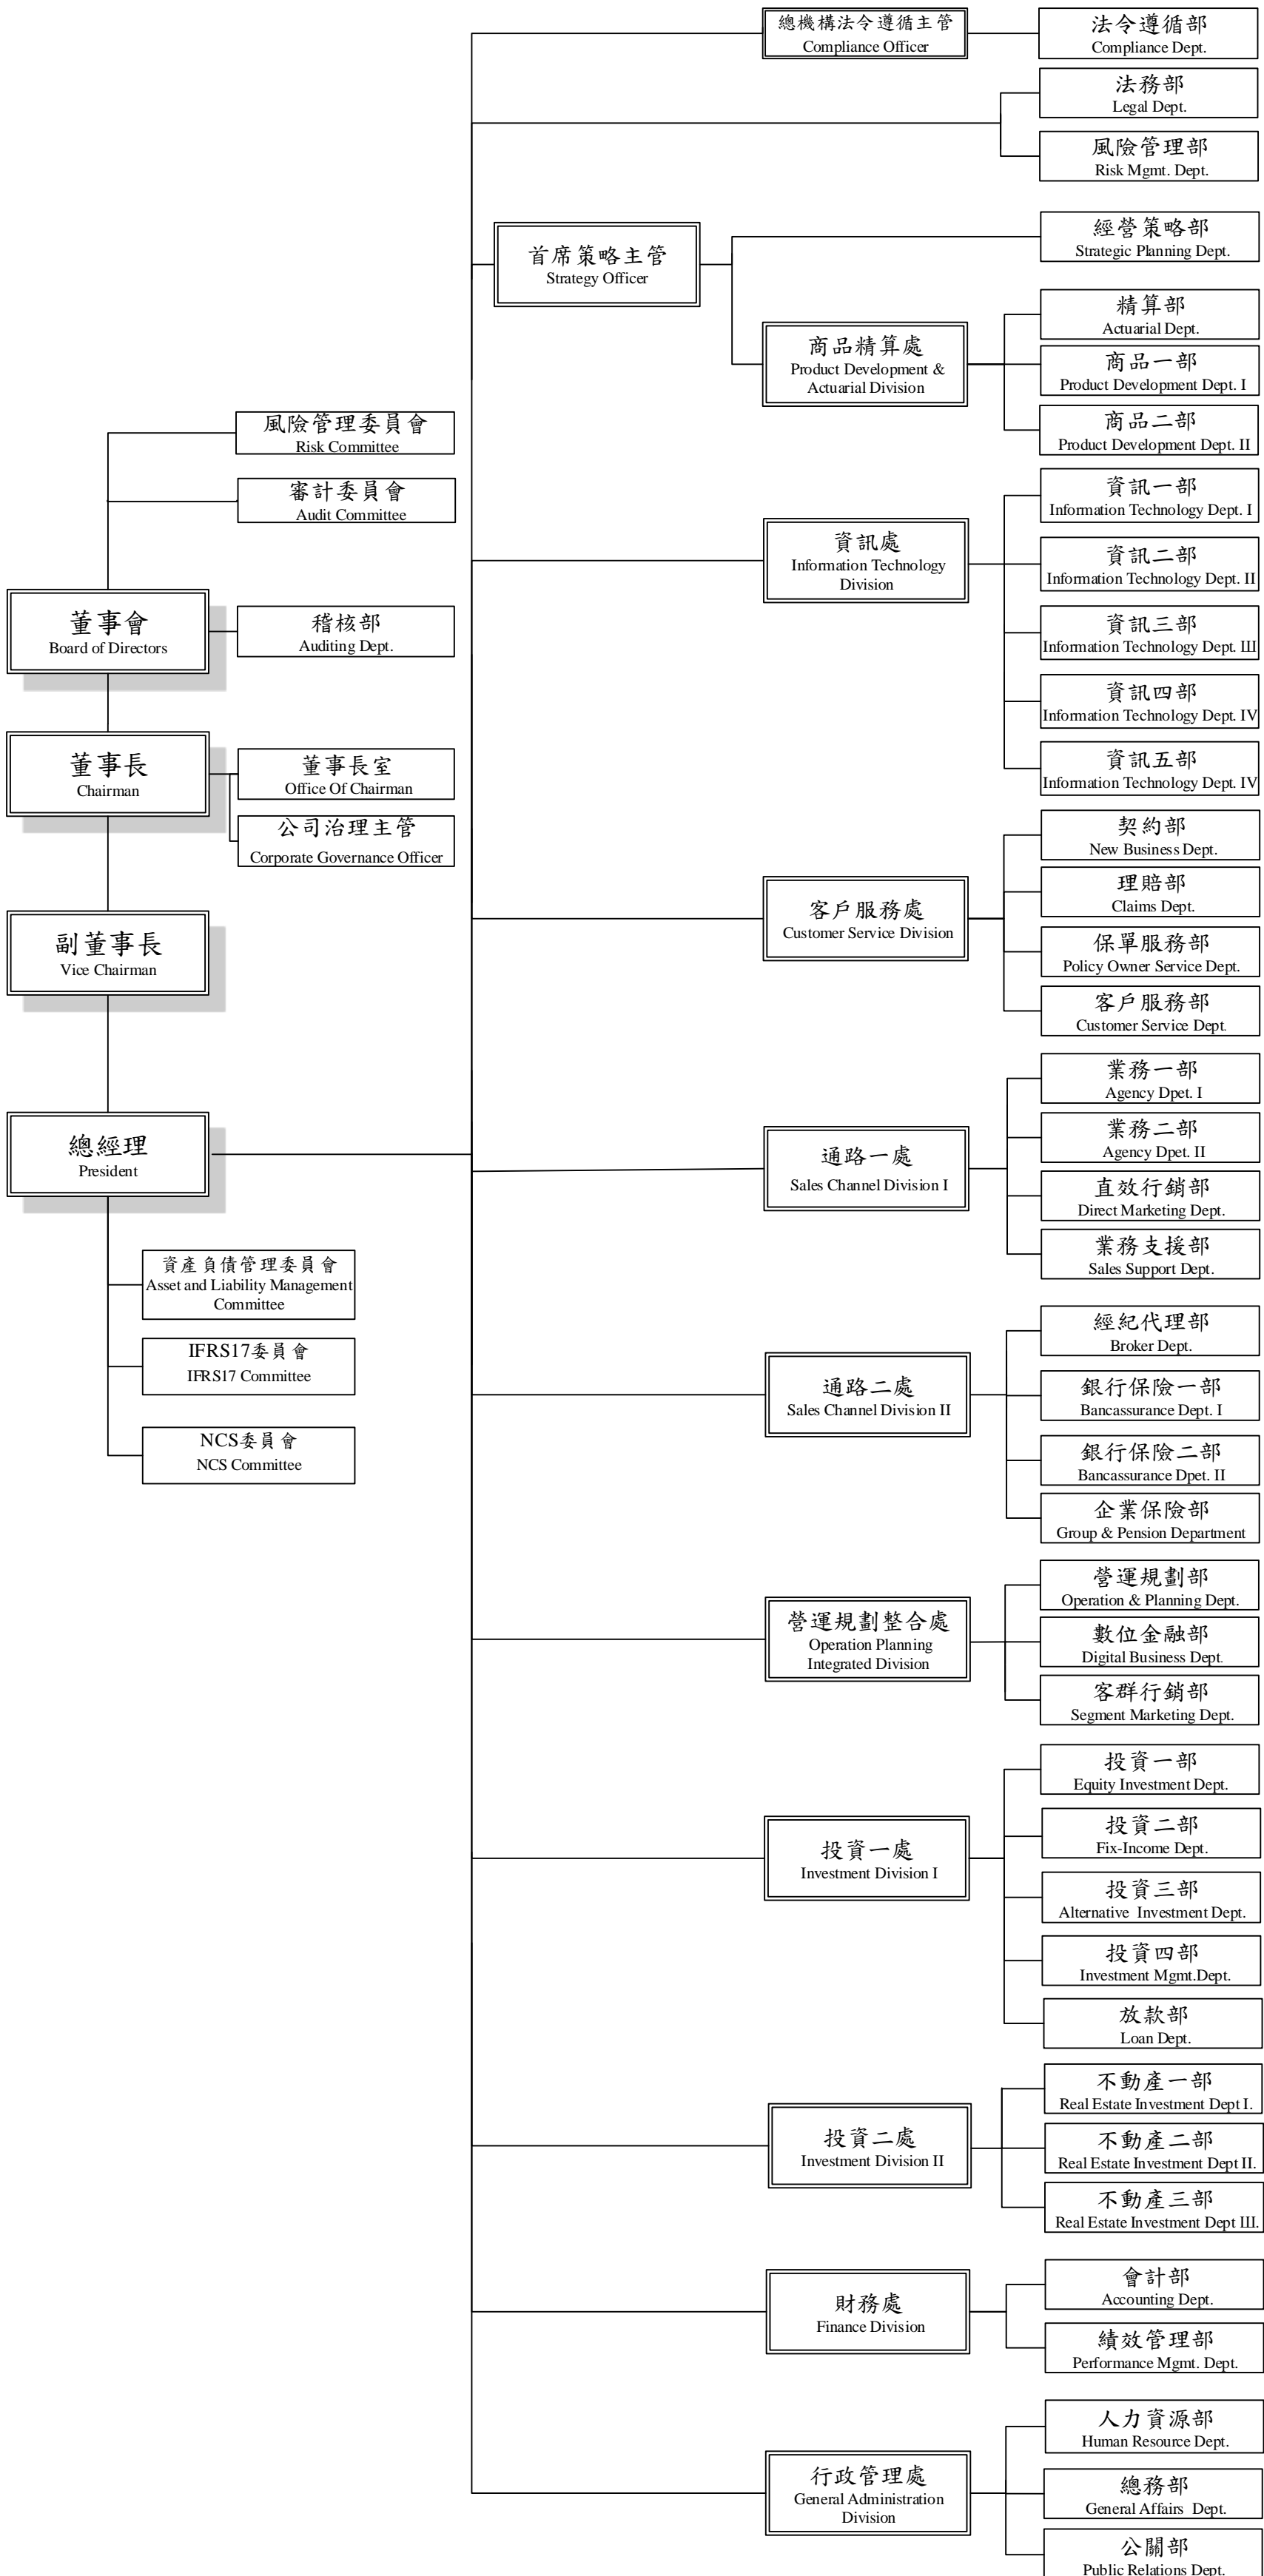 總機構法令遵循主管
Compliance Officer
法令遵循部
Compliance Dept.
法務部
Legal Dept.
風險管理部
Risk Mgmt. Dept.
首席策略主管
Strategy Officer
經營策略部
Strategic Planning Dept.
商品精算處
Product Development &
Actuarial Division
精算部
Actuarial Dept.
商品一部
Product Development Dept. I
商品二部
Product Development Dept. II
風險管理委員會
Risk Committee
審計委員會
Audit Committee
董事會
Board of Directors
稽核部
Auditing Dept.
董事長
Chairman
董事長室
Office Of Chairman
公司治理主管
Corporate Governance Officer
副董事長
Vice Chairman
總經理
President
資產負債管理委員會
Asset and Liability Management
Committee
IFRS17委員會
IFRS17 Committee
NCS委員會
NCS Committee
資訊處
Information Technology
Division
資訊一部
Information Technology Dept. I
資訊二部
Information Technology Dept. II
資訊三部
Information Technology Dept. III
資訊四部
Information Technology Dept. IV
資訊五部
Information Technology Dept. IV
客戶服務處
Customer Service Division
契約部
New Business Dept.
理賠部
Claims Dept.
保單服務部
Policy Owner Service Dept.
客戶服務部
Customer Service Dept.
通路一處
Sales Channel Division I
業務一部
Agency Dpet. I
業務二部
Agency Dpet. II
直效行銷部
Direct Marketing Dept.
業務支援部
Sales Support Dept.
通路二處
Sales Channel Division II
經紀代理部
Broker Dept.
銀行保險一部
Bancassurance Dept. I
銀行保險二部
Bancassurance Dpet. II
企業保險部
Group & Pension Department
營運規劃整合處
Operation Planning
Integrated Division
營運規劃部
Operation & Planning Dept.
數位金融部
Digital Business Dept.
客群行銷部
Segment Marketing Dept.
投資一處
Investment Division I
投資一部
Equity Investment Dept.
投資二部
Fix-Income Dept.
投資三部
Alternative Investment Dept.
投資四部
Investment Mgmt.Dept.
放款部
Loan Dept.
投資二處
Investment Division II
不動產一部
Real Estate Investment Dept I.
不動產二部
Real Estate Investment Dept II.
不動產三部
Real Estate Investment Dept III.
財務處
Finance Division
會計部
Accounting Dept.
績效管理部
Performance Mgmt. Dept.
行政管理處
General Administration
Division
人力資源部
Human Resource Dept.
總務部
General Affairs Dept.
公關部
Public Relations Dept.